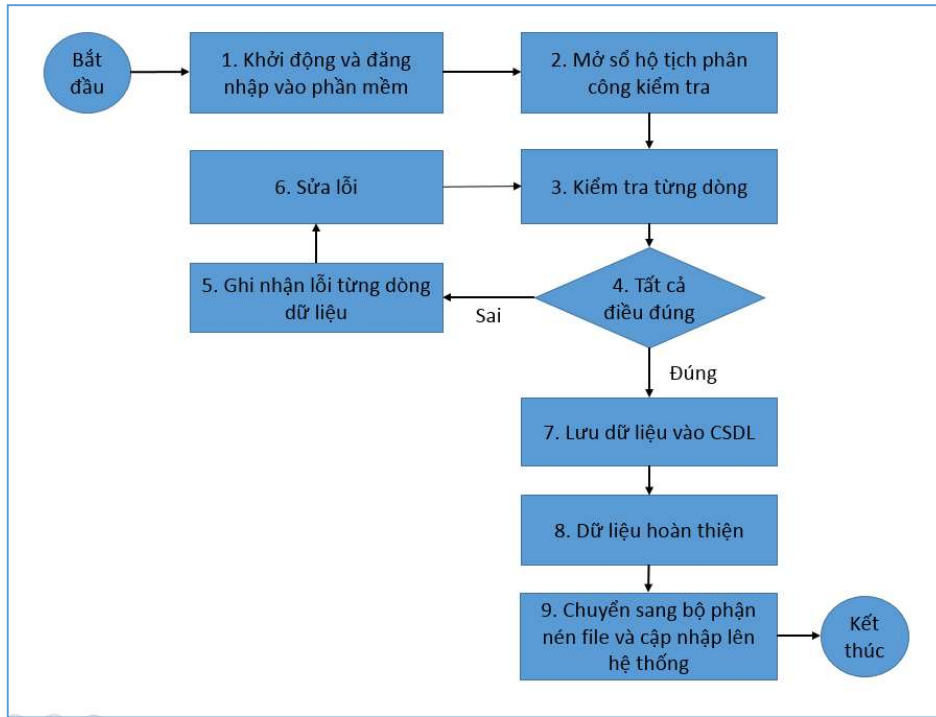 Bắt
đầu
1. Khởi động và đăng
nhập vào phần mềm
2. Mở sổ hộ tịch phân
công kiểm tra
6. Sửa lỗi
3. Kiểm tra từng dòng
5. Ghi nhận lỗi từng dòng
dữ liệu
Sai
4. Tất cả
điều đúng
Đúng
7. Lưu dữ liệu vào CSDL
8. Dữ liệu hoàn thiện
9. Chuyển sang bộ phận
nén file và cập nhập lên
hệ thống
Kết
thúc